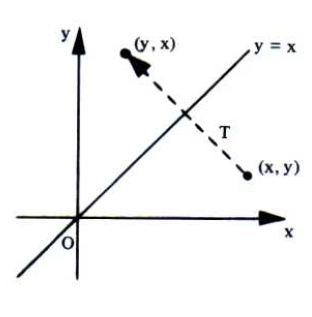 y
(y, x)
y = x
T
(x, y)
O
x